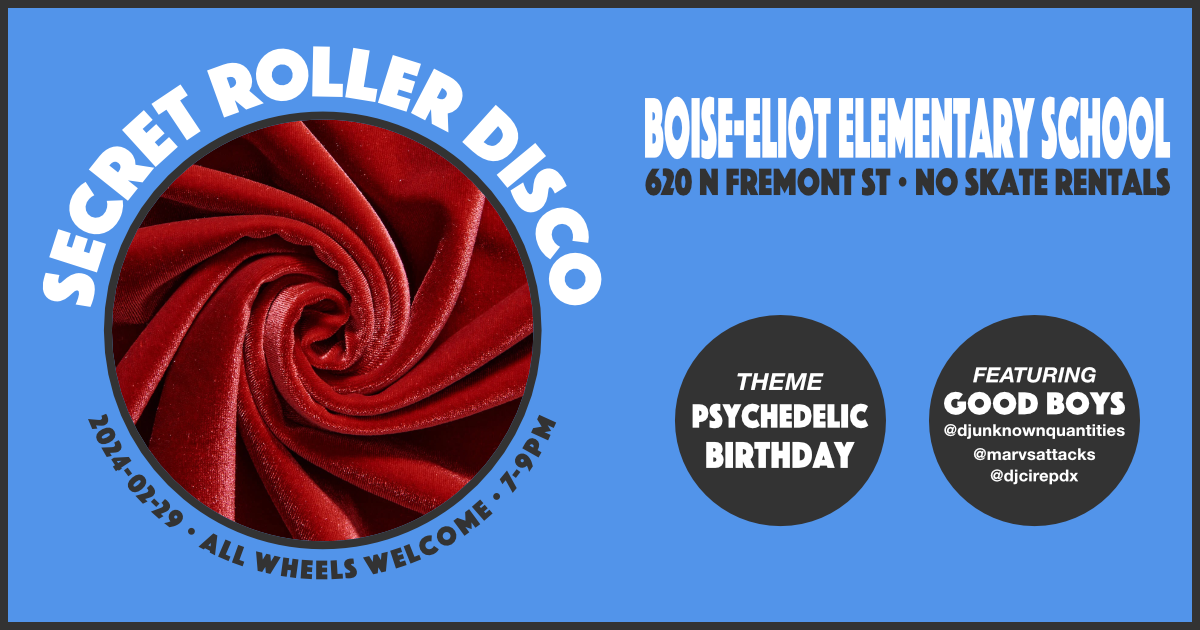 SECRET ROLLER DISCO
2024-02-29 • ALL WHEELS WELCOME • 7-9PM
BOISE-ELIOT ELEMENTARY SCHOOL
620 N FREMONT ST • NO SKATE RENTALS
THEME
PSYCHEDELIC
BIRTHDAY
FEATURING
GOOD BOYS
@djunknownquantities
@marvsattacks
@djcirepdx